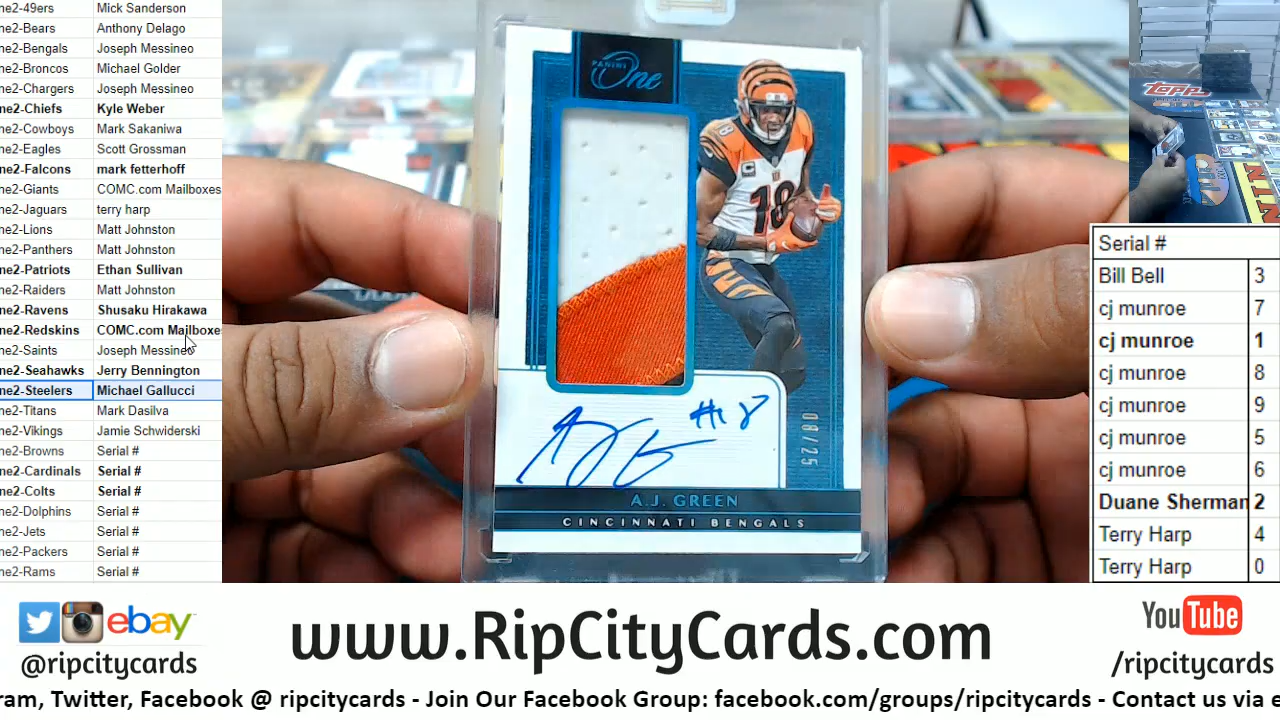 ne2-49ers Mick Sanderson
ne2-Bears Anthony Delago
ne2-Bengals Joseph Messineo
ne2-Broncos Michael Golder
ne2-Chargers Joseph Messineo
ne2-Chiefs Kyle Weber
ne2-Cowboys Mark Sakaniwa
ne2-Eagles Scott Grossman
ne2-Falcons mark fetterhoff
ne2-Giants COMC.com Mailboxes
ne2-Jaguars terry harp
ne2-Lions Matt Johnston
ne2-Panthers Matt Johnston
ne2-Patriots Ethan Sullivan
ne2-Raiders Matt Johnston
ne2-Ravens Shusaku Hirakawa
ne2-Redskins COMC.com Mailboxes
ne2-Saints Joseph Messineo
ne2-Seahawks Jerry Bennington
ne2-Steelers Michael Gallucci
ne2-Titans Mark Dasilva
ne2-Vikings Jamie Schwiderski
ne2-Browns Serial #
ne2-Cardinals Serial #
ne2-Colts Serial #
ne2-Dolphins Serial #
ne2-Jets Serial #
ne2-Packers Serial #
ne2-Rams Serial #
PANINI
One
18
18
#18
08/25
A.J. GREEN
CINCINNATI BENGALS
TOPPS
Serial #
Bill Bell 3
cj munroe 7
cj munroe 1
cj munroe 8
cj munroe 9
cj munroe 5
cj munroe 6
Duane Sherman 2
Terry Harp 4
Terry Harp 0
ebay
@ripcitycards
www.RipCityCards.com
YouTube
/ripcitycards
ram, Twitter, Facebook @ ripcitycards - Join Our Facebook Group: facebook.com/groups/ripcitycards - Contact us via e